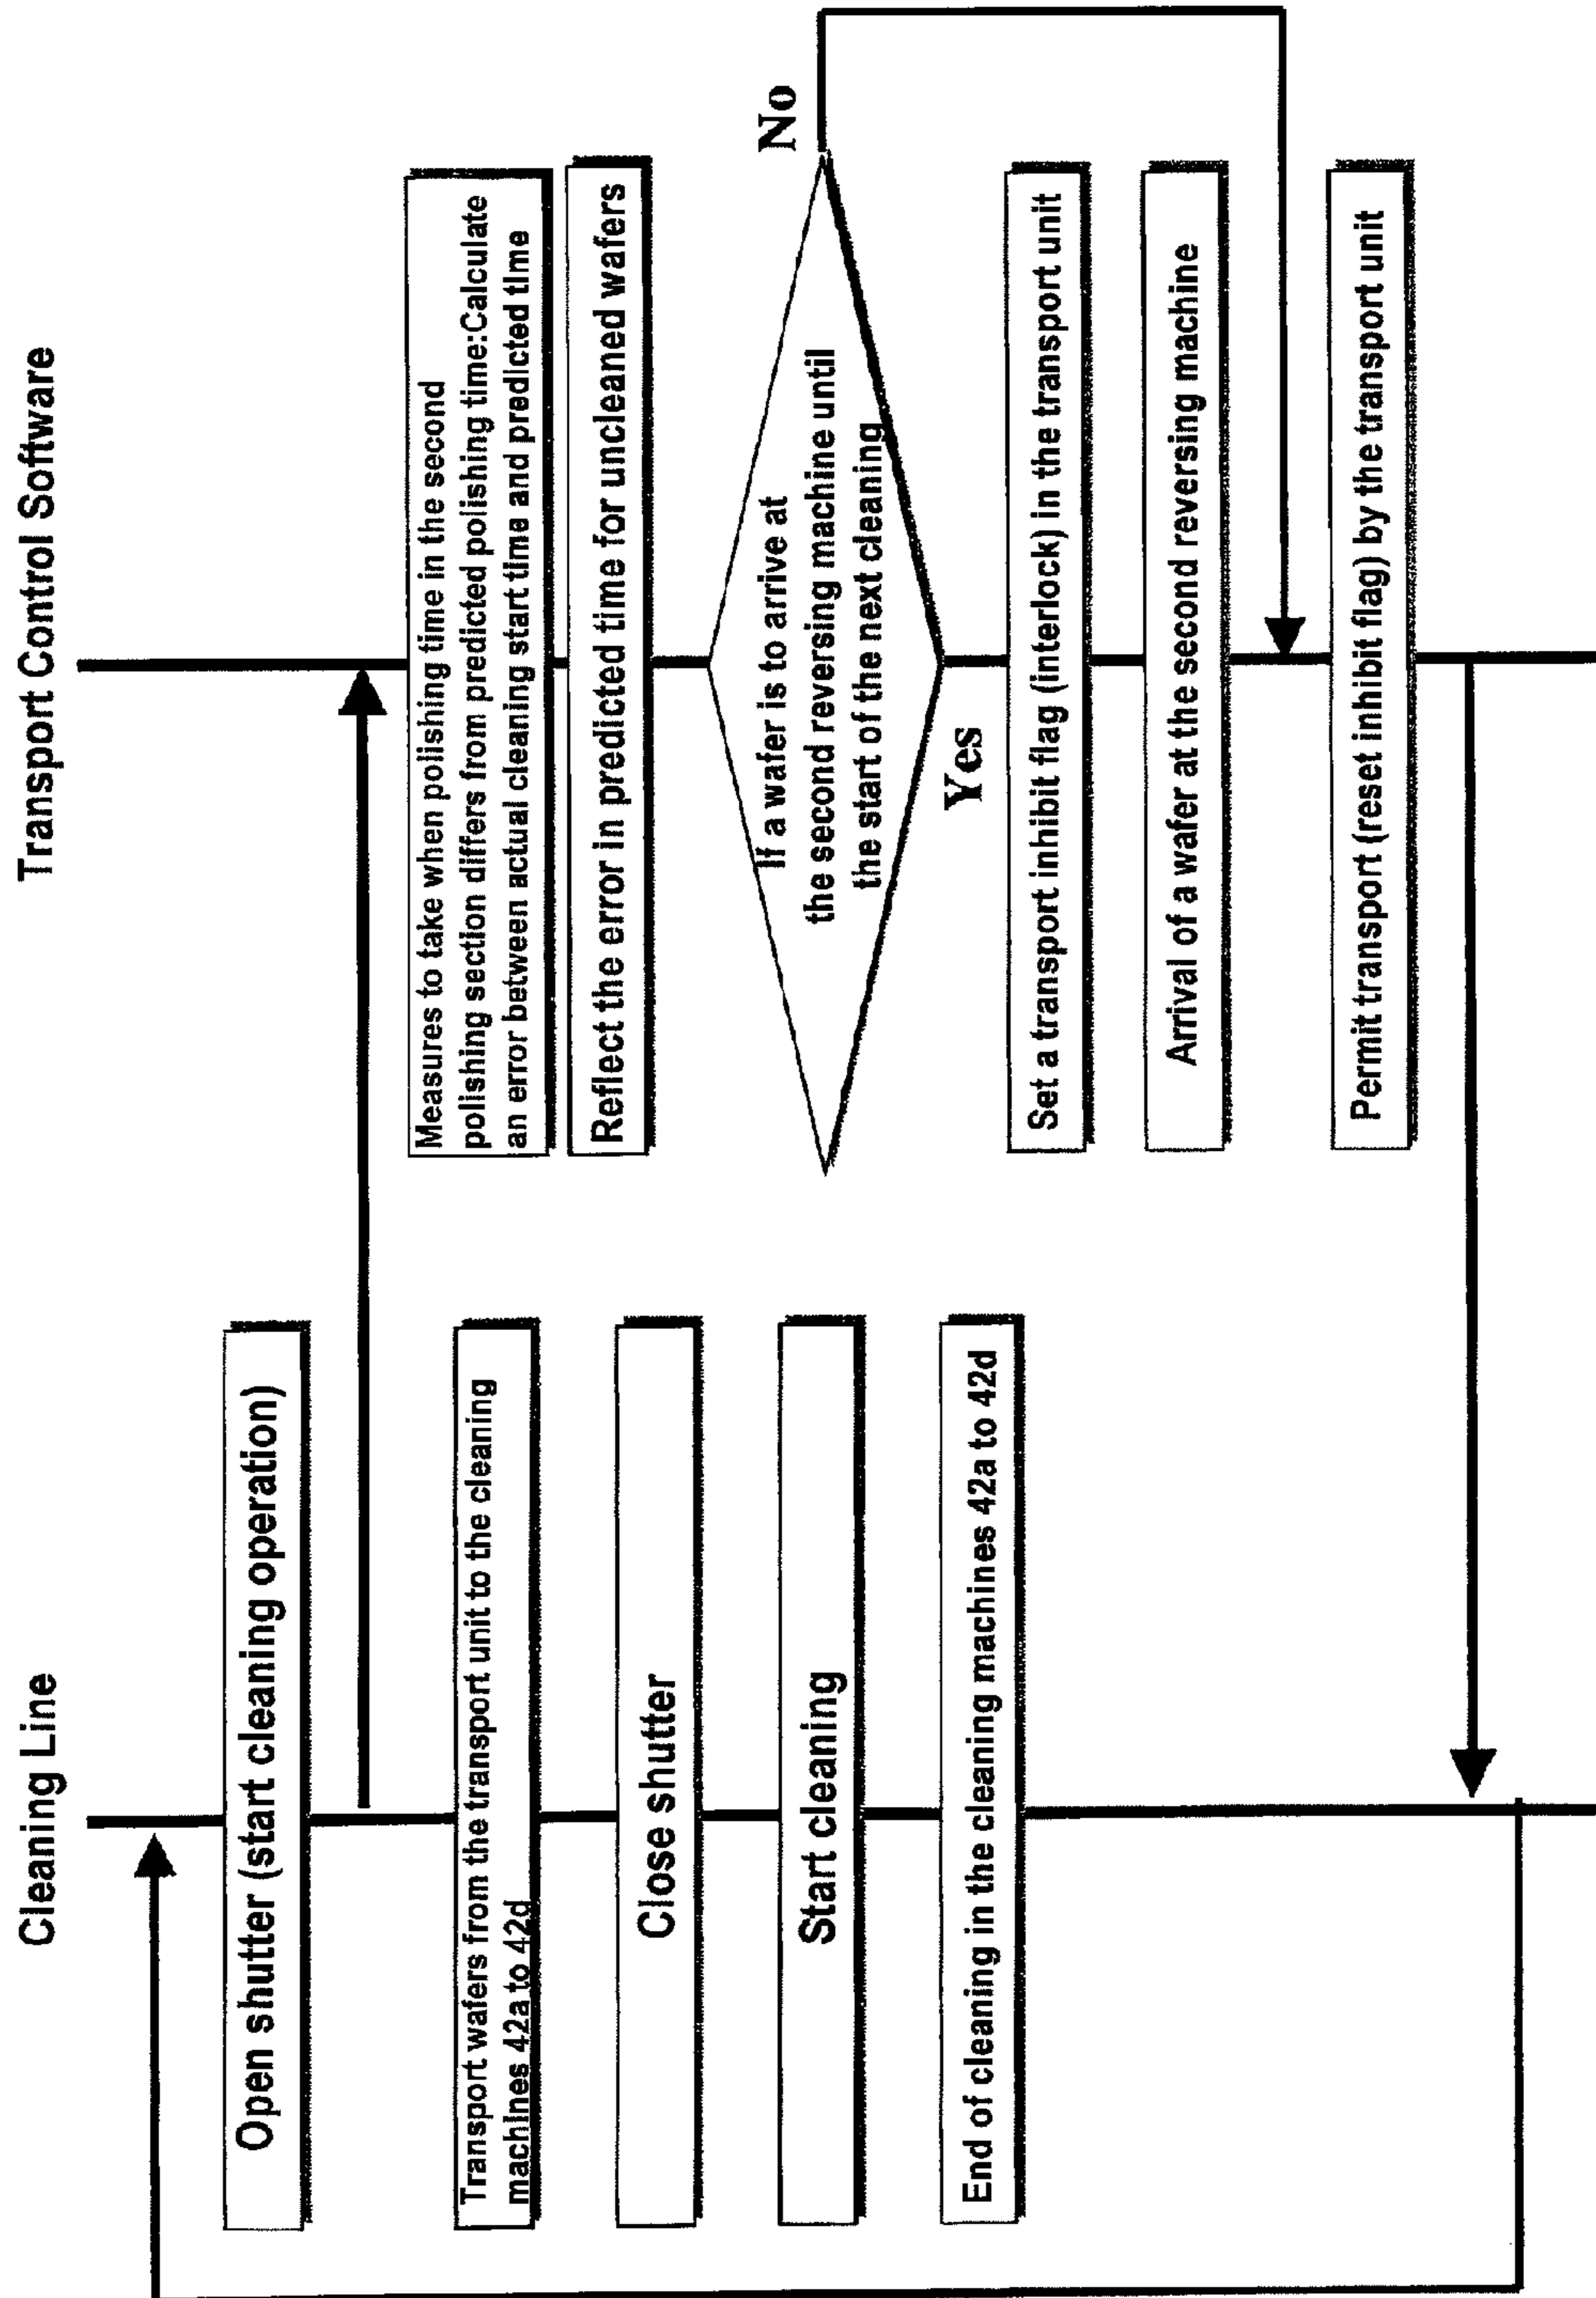 Cleaning Line
Open shutter (start cleaning operation)
Transport wafers from the transport unit to the cleaning
machines 42a to 42d
Close shutter
Start cleaning
End of cleaning in the cleaning machines 42a to 42d
Transport Control Software
Measures to take when polishing time in the second
polishing section differs from predicted polishing time:Calculate
an error between actual cleaning start time and predicted time
Reflect the error in predicted time for uncleaned wafers
If a wafer is to arrive at
the second reversing machine until
the start of the next cleaning
No
Yes
Set a transport inhibit flag (interlock) in the transport unit
Arrival of a wafer at the second reversing machine
Permit transport (reset inhibit flag) by the transport unit